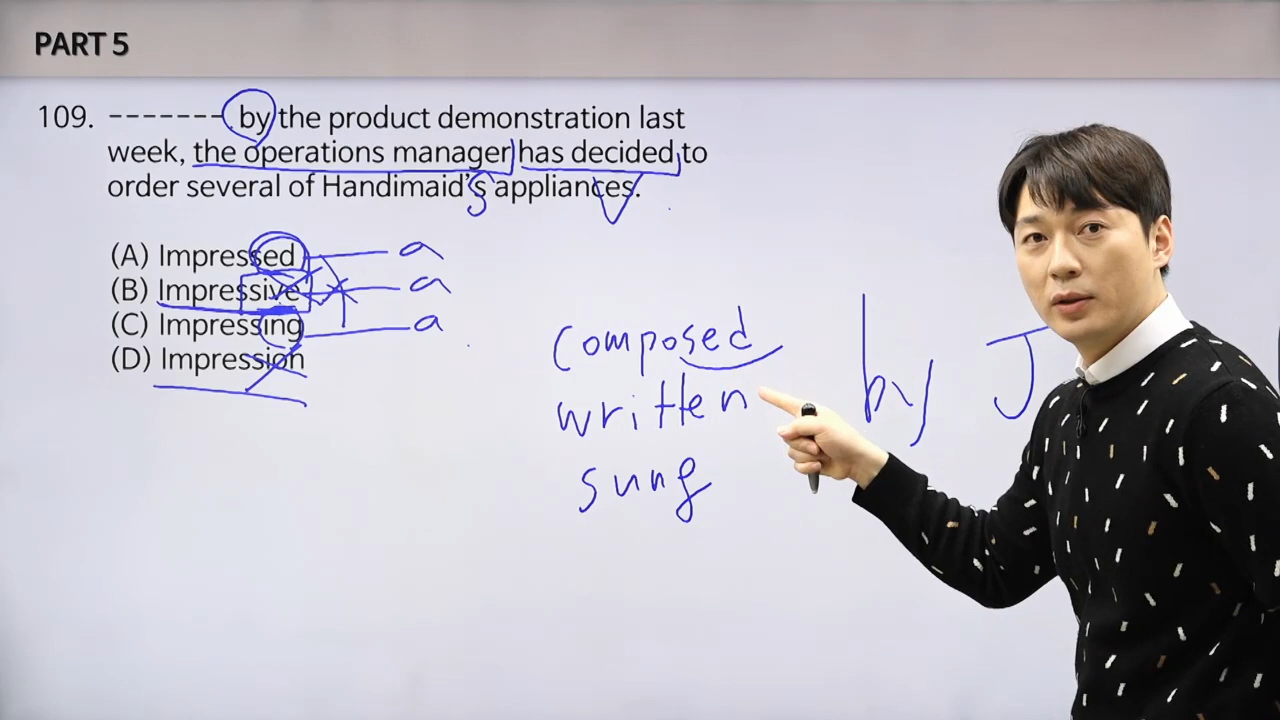 PART 5
109. ------- by the product demonstration last
week, the operations manager has decided to
order several of Handimaid's appliances.
S
V
(A) Impressed
a
(B) Impressive
a
(C) Impressing
a
(D) Impression
composed
written
sung
by J